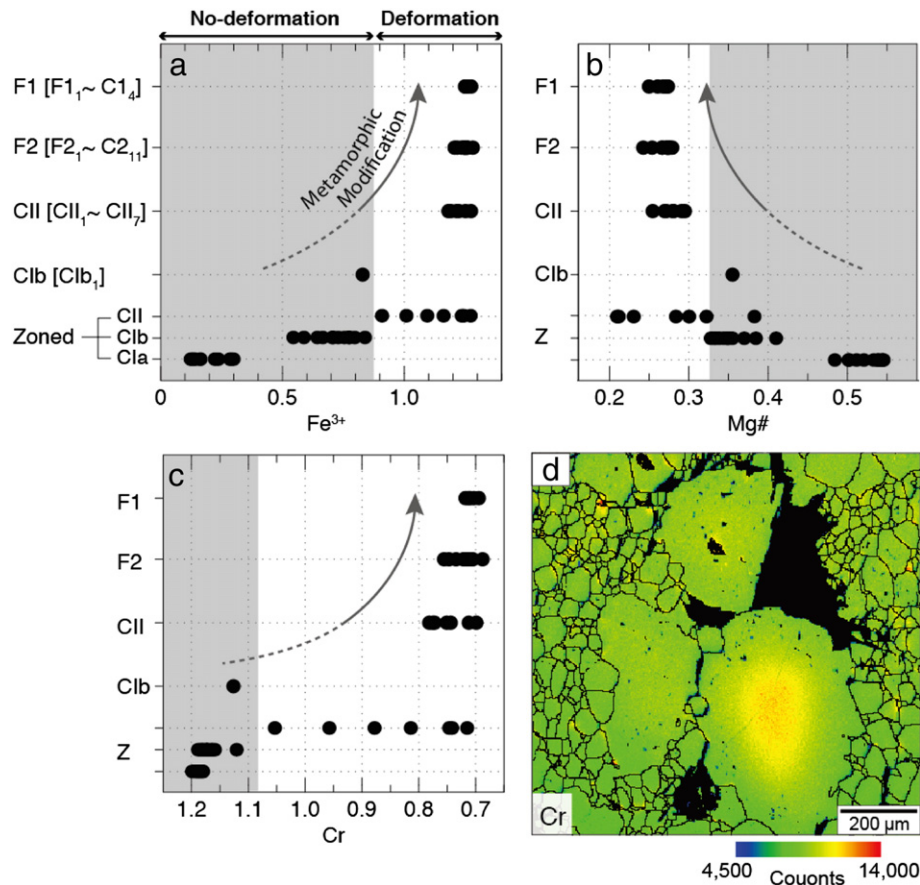 No-deformation Deformation
a
F1 [F1₁~ C1₄]
F2 [F2₁~ C2₁₁]
CII [CII₁~ CII₇]
CIb [CIb₁]
Zoned
CII
CIb
CIa
Metamorphic
Modification
0 0.5 1.0
Fe³⁺
b
F1
F2
CII
CIb
Z
0.2 0.3 0.4 0.5
Mg#
c
F1
F2
CII
CIb
Z
1.2 1.1 1.0 0.9 0.8 0.7
Cr
d
Cr
200 µm
4,500 14,000
Couonts